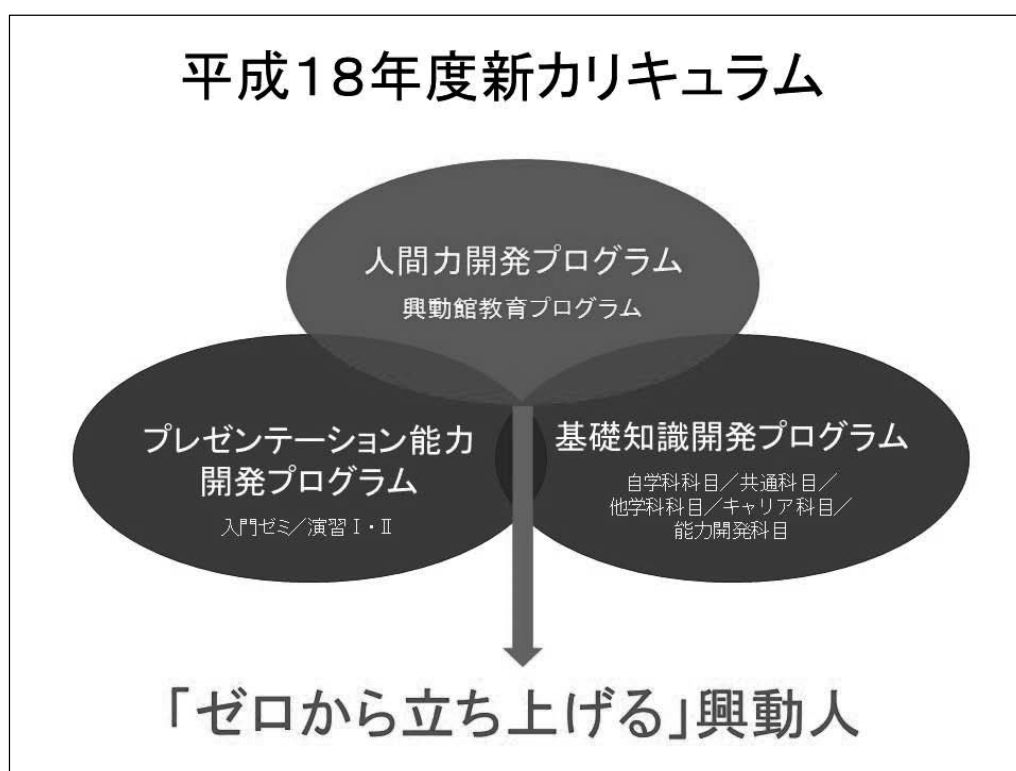 平成18年度新カリキュラム
人間力開発プログラム
興動館教育プログラム
プレゼンテーション能力
開発プログラム
入門ゼミ／演習Ⅰ・Ⅱ
基礎知識開発プログラム
自学科科目／共通科目／
他学科科目／キャリア科目／
能力開発科目
「ゼロから立ち上げる」興動人